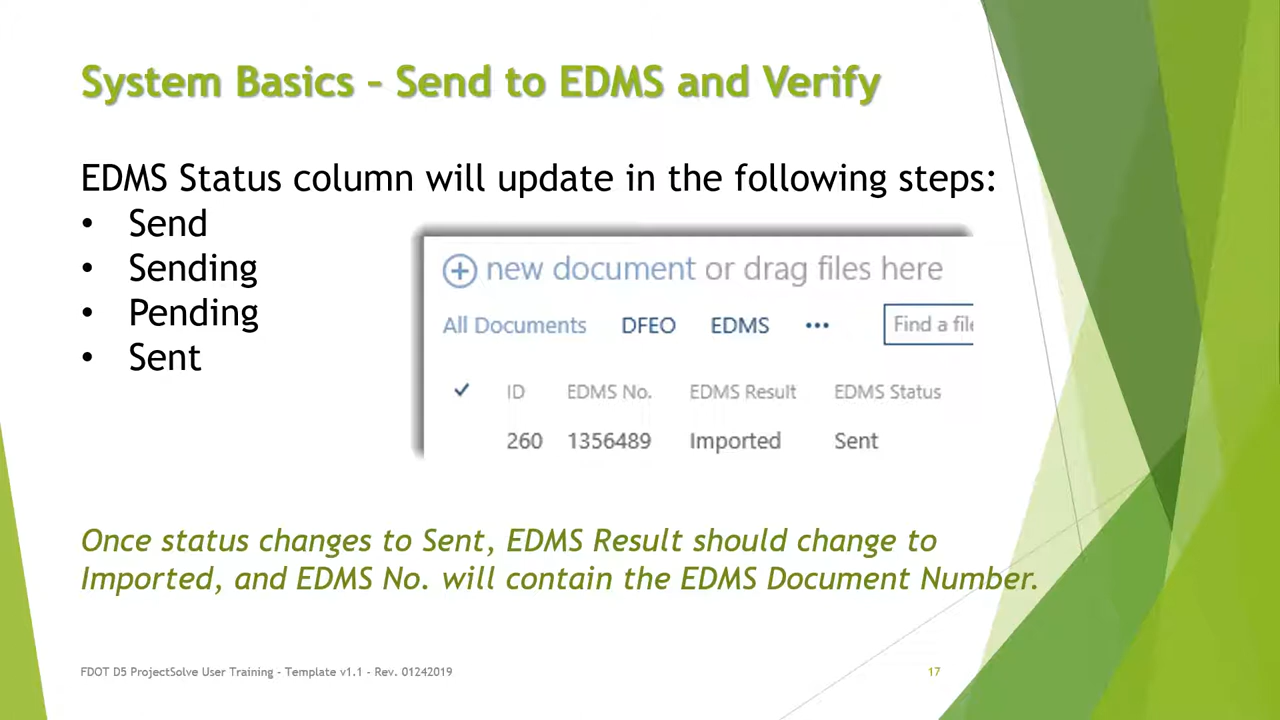 System Basics – Send to EDMS and Verify
EDMS Status column will update in the following steps:
• Send
• Sending
• Pending
• Sent
new document or drag files here
All Documents DFEO EDMS ••• Find a file
ID EDMS No. EDMS Result EDMS Status
260 1356489 Imported Sent
Once status changes to Sent, EDMS Result should change to
Imported, and EDMS No. will contain the EDMS Document Number.
FDOT D5 ProjectSolve User Training - Template v1.1 - Rev. 01242019 17